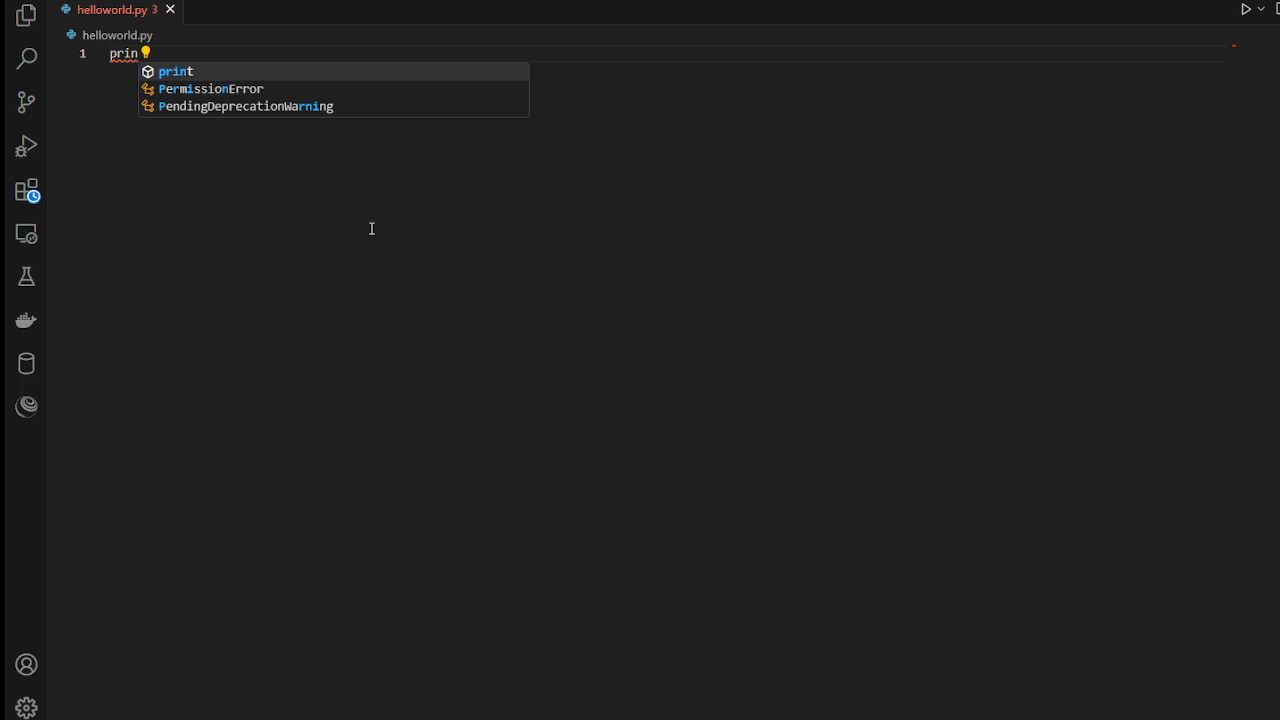 helloworld.py 3
helloworld.py
1 prin
print
PermissionError
PendingDeprecationWarning